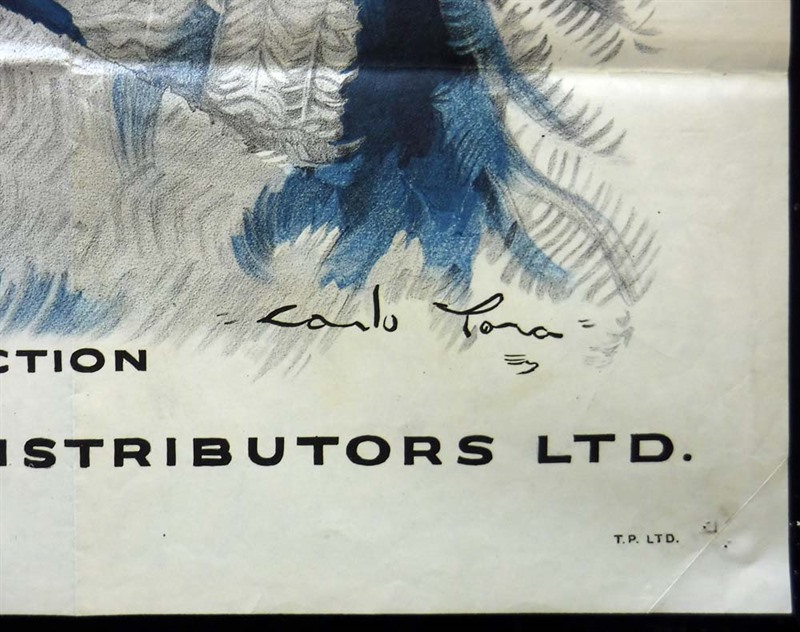 Carlo Tora
CTION
ISTRIBUTORS LTD.
T.P. LTD.